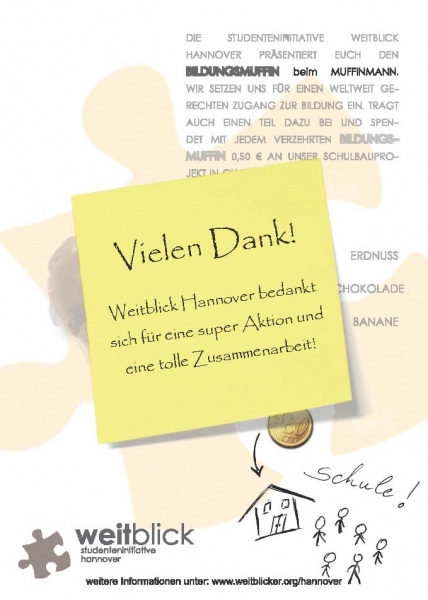 DIE STUDENTENINITIATIVE WEITBLICK
HANNOVER PRÄSENTIERT EUCH DEN
BILDUNGSMUFFIN beim MUFFINMANN.
WIR SETZEN UNS FÜR EINEN WELTWEIT GE-
RECHTEN ZUGANG ZUR BILDUNG EIN. TRAGT
AUCH EINEN TEIL DAZU BEI UND SPEN-
DET MIT JEDEM VERZEHRTEN BILDUNGS-
MUFFIN 0,50 € AN UNSER SCHULBAUPRO-
JEKT IN
Vielen Dank!
Weitblick Hannover bedankt
sich für eine super Aktion und
eine tolle Zusammenarbeit!
ERDNUSS
CHOKOLADE
BANANE
50
Schule!
weitblick
studenteninitiative
hannover
weitere Informationen unter: www.weitblicker.org/hannover